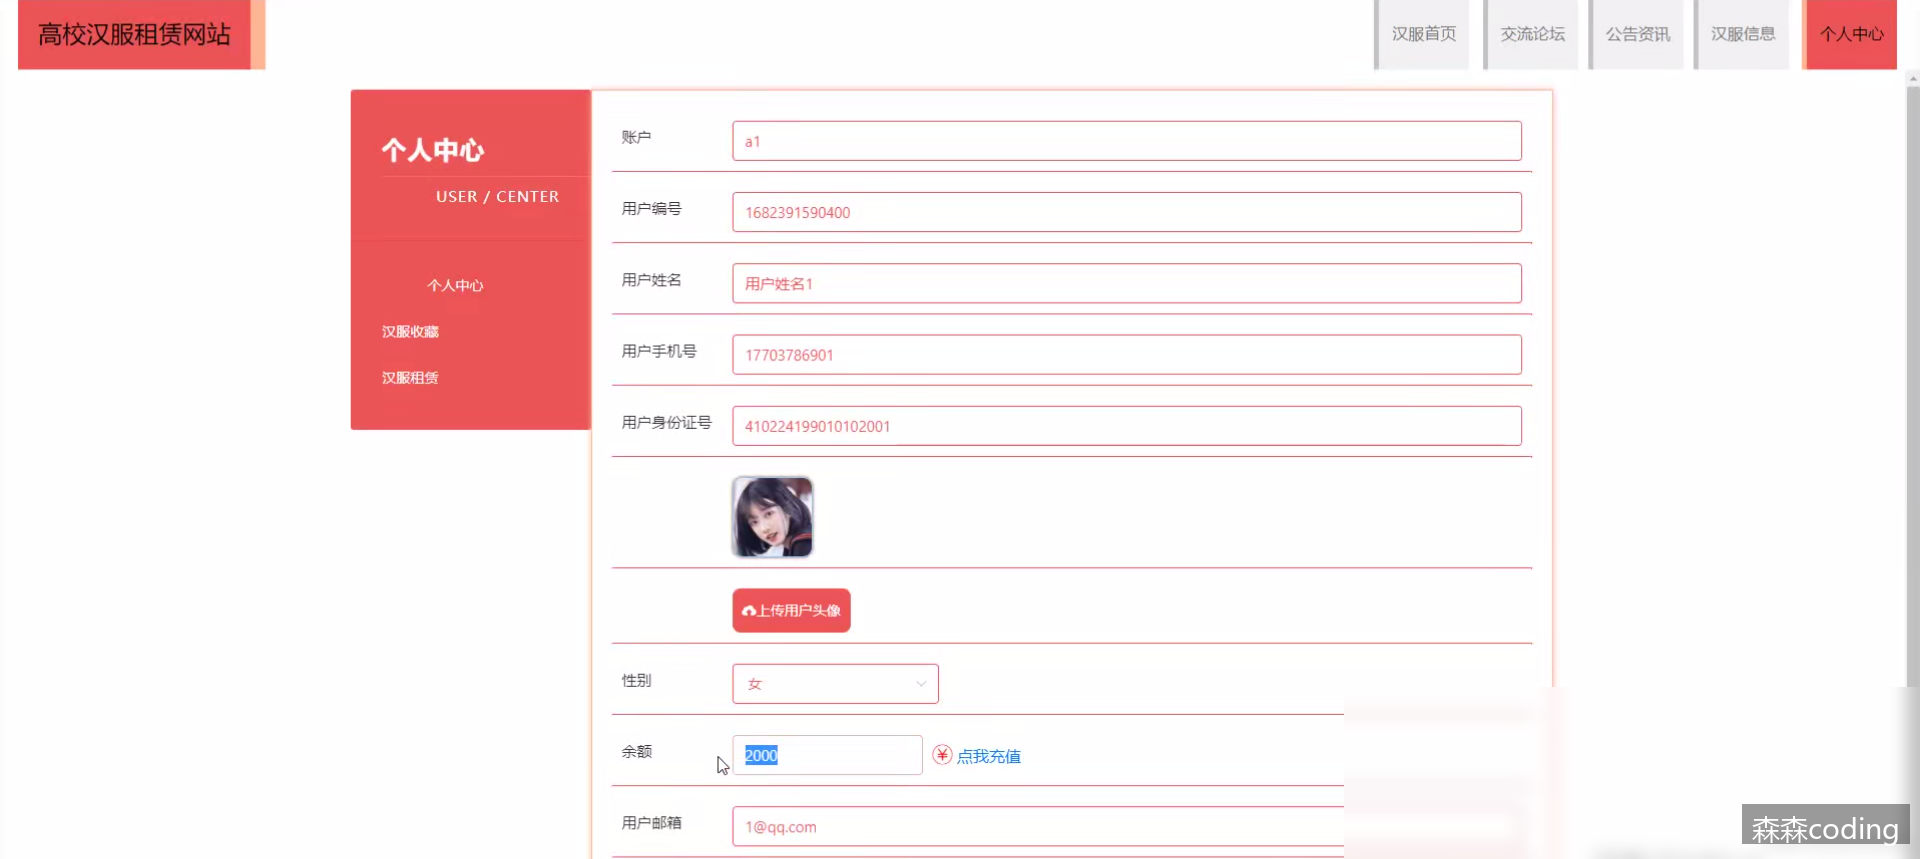 高校汉服租赁网站
汉服首页
交流论坛
公告资讯
汉服信息
个人中心
个人中心
USER / CENTER
个人中心
汉服收藏
汉服租赁
账户
a1
用户编号
1682391590400
用户姓名
用户姓名1
用户手机号
17703786901
用户身份证号
410224199010102001
上传用户头像
性别
女
余额
2000
点我充值
用户邮箱
1@qq.com
森森coding